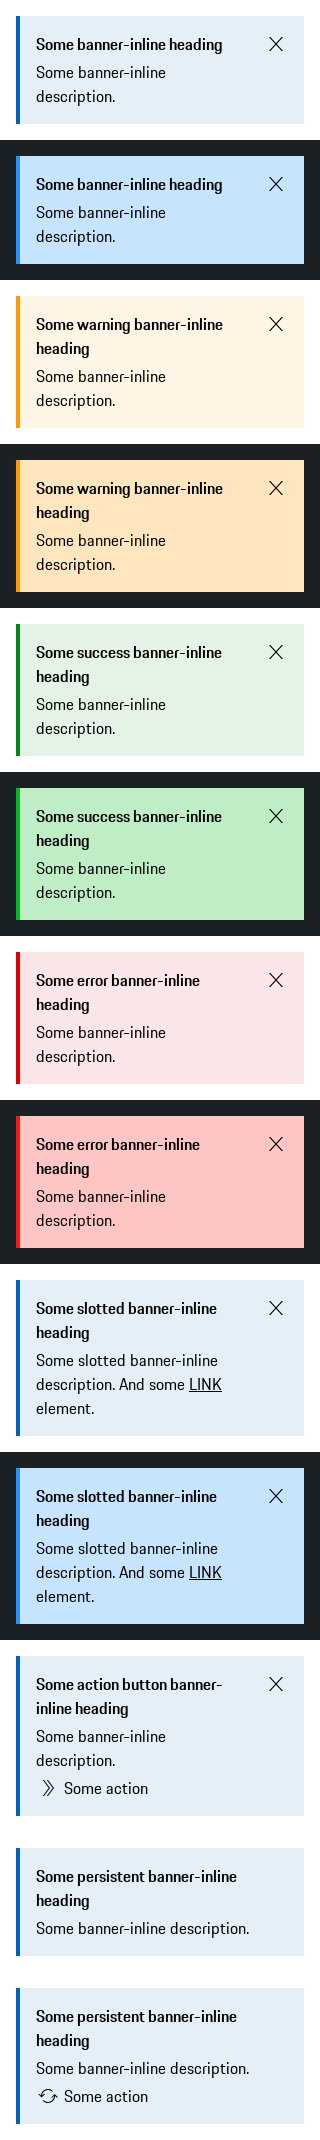 Some banner-inline heading
Some banner-inline
description.
Some banner-inline heading
Some banner-inline
description.
Some warning banner-inline
heading
Some banner-inline
description.
Some warning banner-inline
heading
Some banner-inline
description.
Some success banner-inline
heading
Some banner-inline
description.
Some success banner-inline
heading
Some banner-inline
description.
Some error banner-inline
heading
Some banner-inline
description.
Some error banner-inline
heading
Some banner-inline
description.
Some slotted banner-inline
heading
Some slotted banner-inline
description. And some LINK
element.
Some slotted banner-inline
heading
Some slotted banner-inline
description. And some LINK
element.
Some action button banner-
inline heading
Some banner-inline
description.
Some action
Some persistent banner-inline
heading
Some banner-inline description.
Some persistent banner-inline
heading
Some banner-inline description.
Some action